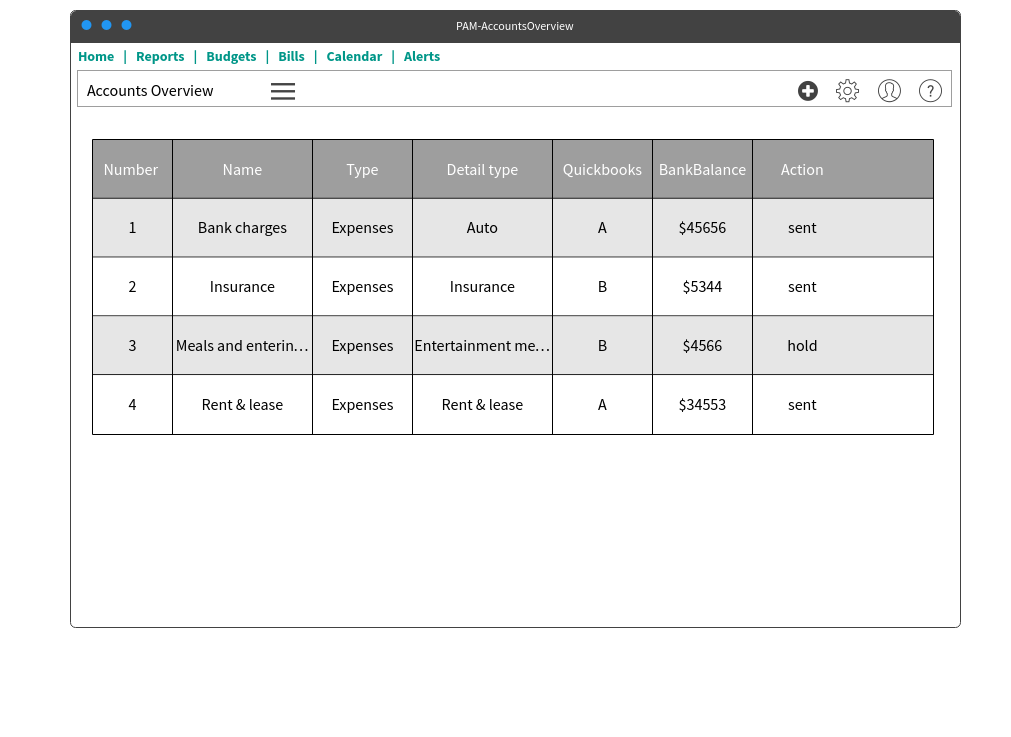 PAM-AccountsOverview
Home | Reports | Budgets | Bills | Calendar | Alerts
Accounts Overview ?
Number Name Type Detail type Quickbooks BankBalance Action
1 Bank charges Expenses Auto A $45656 sent
2 Insurance Expenses Insurance B $5344 sent
3 Meals and enterin... Expenses Entertainment me... B $4566 hold
4 Rent & lease Expenses Rent & lease A $34553 sent